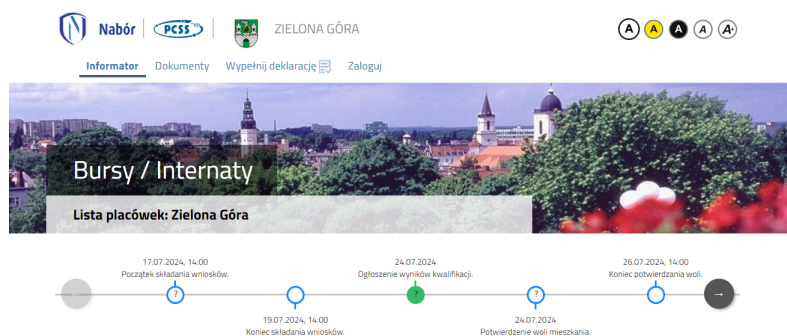 Nabór PCSS ZIELONA GÓRA A A A A A+
Informator Dokumenty Wypełnij deklarację Zaloguj
Bursy / Internaty
Lista placówek: Zielona Góra
17.07.2024, 14:00
Początek składania wniosków.
?
19.07.2024, 14:00
Koniec składania wniosków.
24.07.2024
Ogłoszenie wyników kwalifikacji.
?
?
24.07.2024
Potwierdzenie woli mieszkania.
26.07.2024, 14:00
Koniec potwierdzania woli.